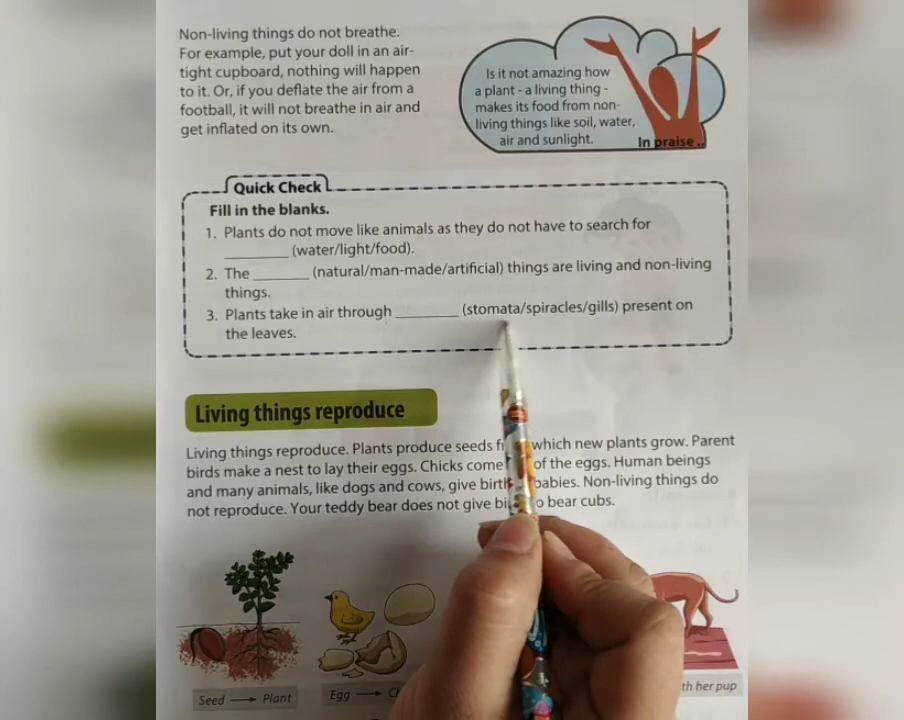 Non-living things do not breathe.
For example, put your doll in an air-
tight cupboard, nothing will happen
to it. Or, if you deflate the air from a
football, it will not breathe in air and
get inflated on its own.
Is it not amazing how
a plant - a living thing -
makes its food from non-
living things like soil, water,
air and sunlight.
In praise ..
Quick Check
Fill in the blanks.
1. Plants do not move like animals as they do not have to search for
________ (water/light/food).
2. The _______ (natural/man-made/artificial) things are living and non-living
things.
3. Plants take in air through ________ (stomata/spiracles/gills) present on
the leaves.
Living things reproduce
Living things reproduce. Plants produce seeds which new plants grow. Parent
birds make a nest to lay their eggs. Chicks come of the eggs. Human beings
and many animals, like dogs and cows, give birth babies. Non-living things do
not reproduce. Your teddy bear does not give bear cubs.
Seed → Plant
Egg →
her pup